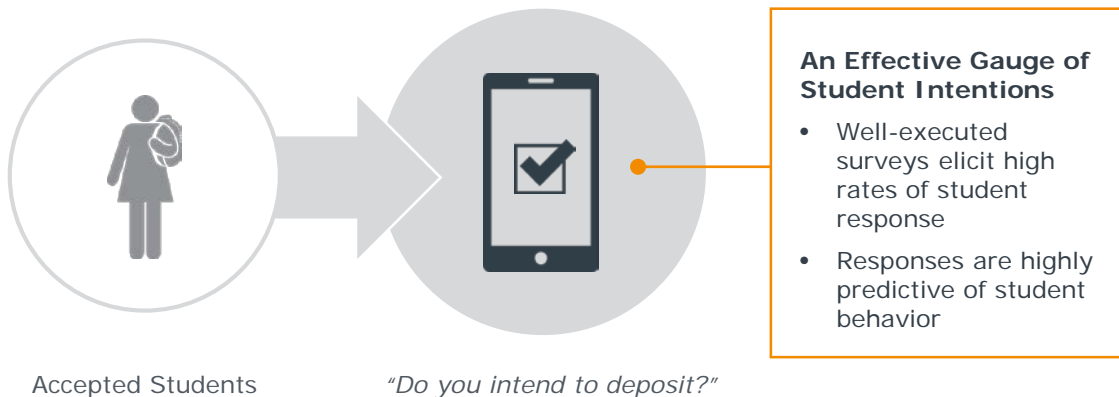 An Effective Gauge of
Student Intentions
• Well-executed
surveys elicit high
rates of student
response
• Responses are highly
predictive of student
behavior
Accepted Students
“Do you intend to deposit?”